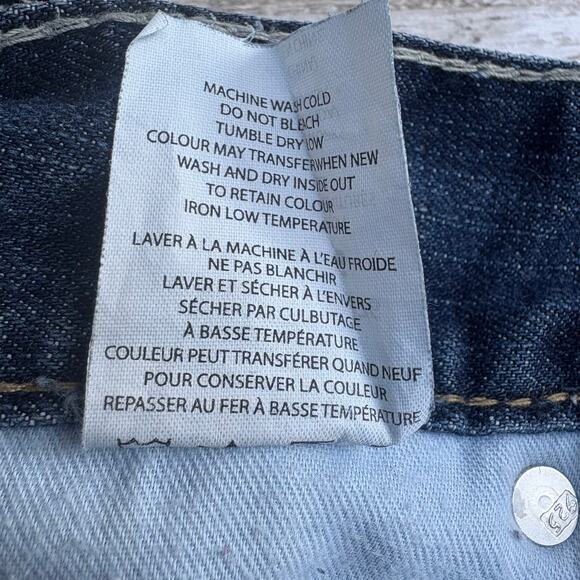 MACHINE WASH COLD
DO NOT BLEACH
TUMBLE DRY LOW
COLOUR MAY TRANSFER WHEN NEW
WASH AND DRY INSIDE OUT
TO RETAIN COLOUR
IRON LOW TEMPERATURE
LAVER À LA MACHINE À L'EAU FROIDE
NE PAS BLANCHIR
LAVER ET SÉCHER À L'ENVERS
SÉCHER PAR CULBUTAGE
À BASSE TEMPÉRATURE
COULEUR PEUT TRANSFÉRER QUAND NEUF
POUR CONSERVER LA COULEUR
REPASSER AU FER À BASSE TEMPÉRATURE